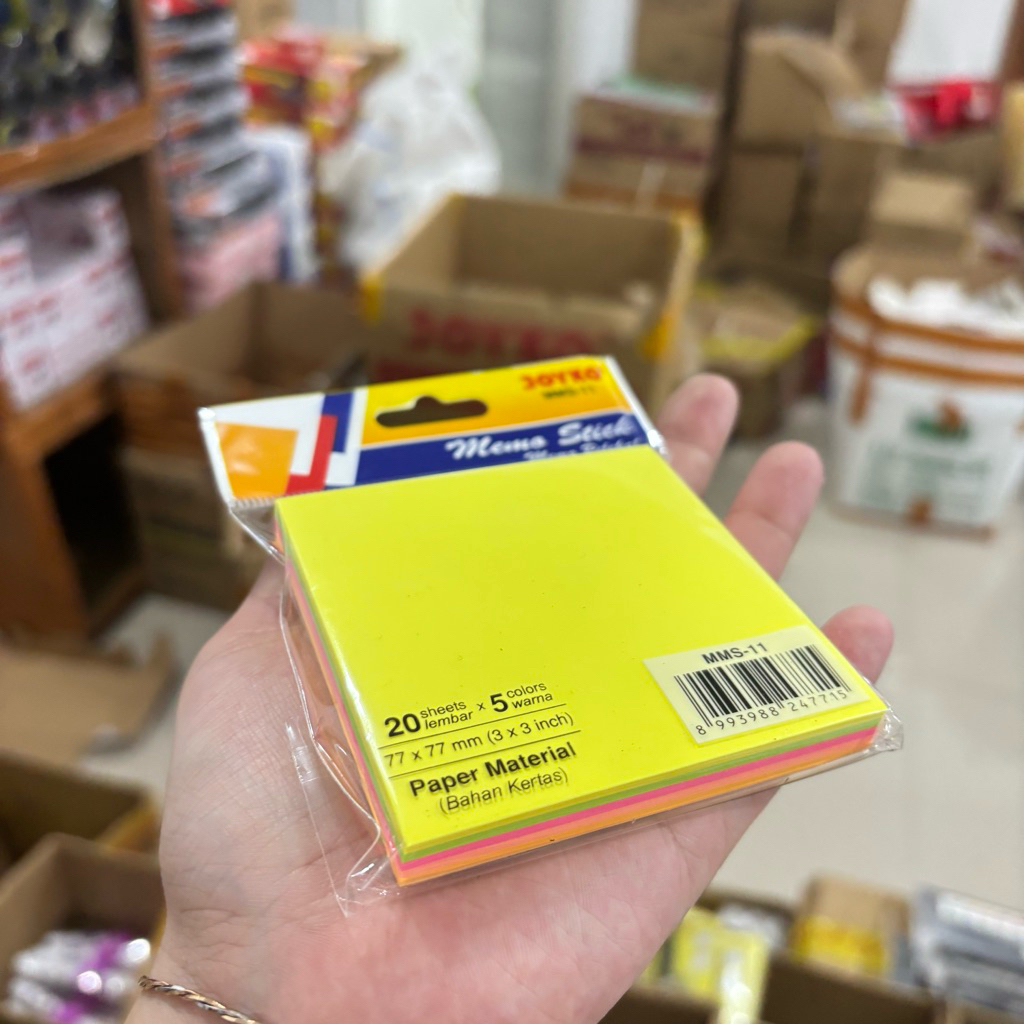 JOYKO
MMS-11
Memo Stick
JOYKO
20 sheets lembar x 5 colors warna
77 x 77 mm (3 x 3 inch)
Paper Material
(Bahan Kertas)
MMS-11
8 993988 247715